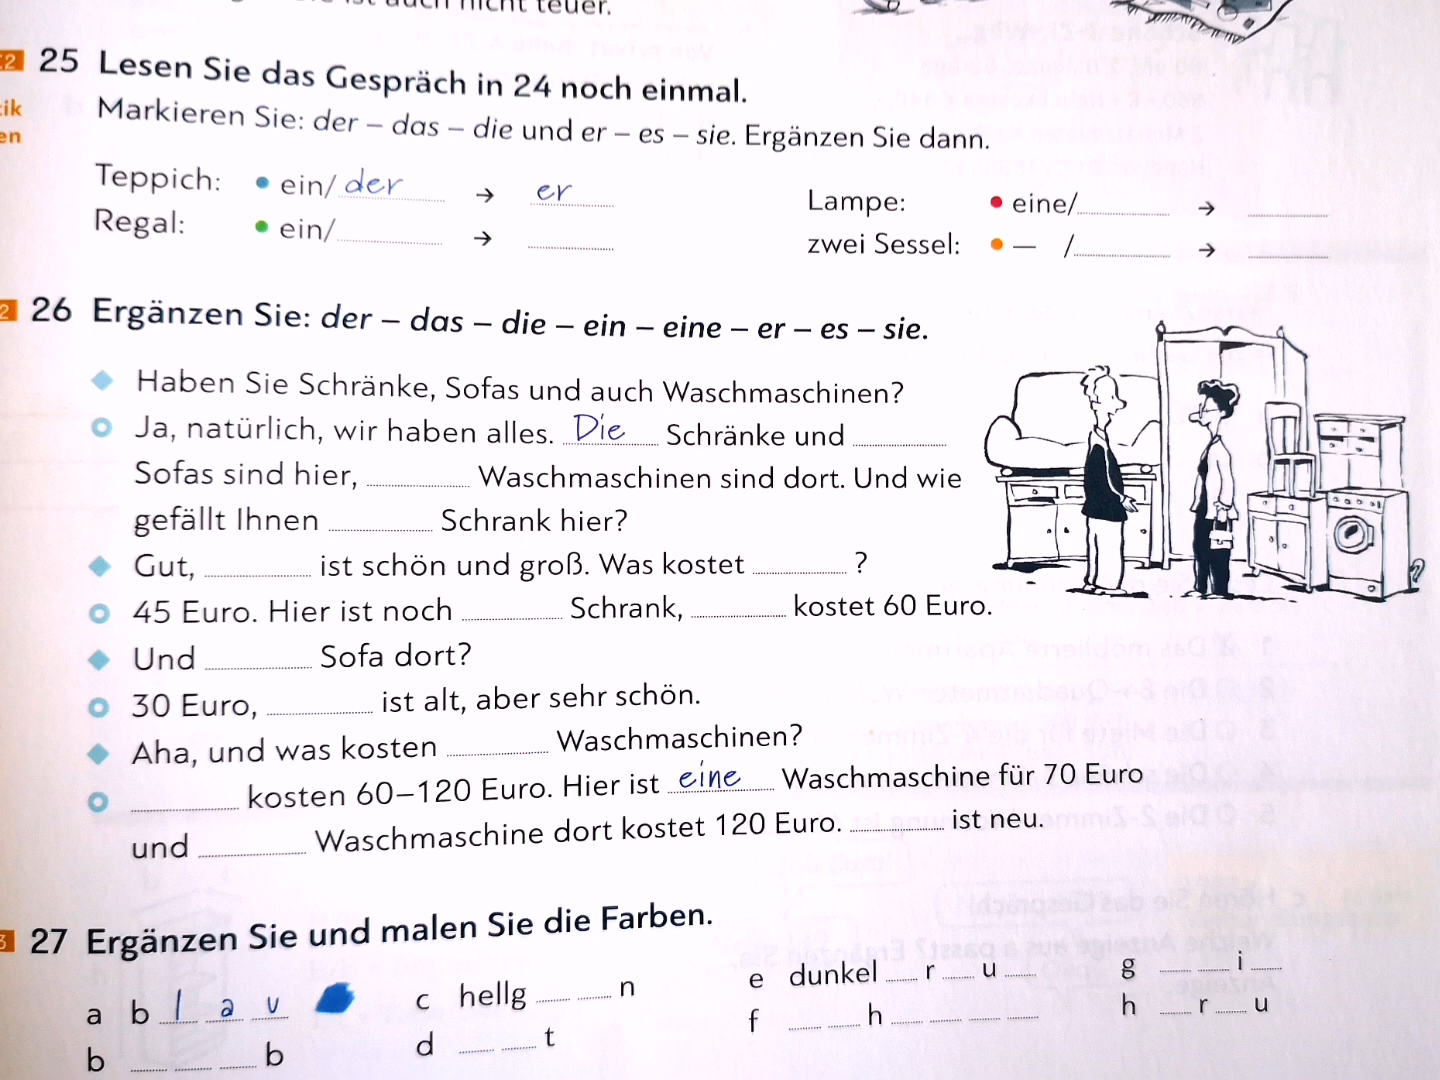 ist auch nicht teuer.
25 Lesen Sie das Gespräch in 24 noch einmal.
Markieren Sie: der – das – die und er – es – sie. Ergänzen Sie dann.
Teppich: ein/ der → er
Regal: ein/ →
Lampe: eine/ →
zwei Sessel: — / →
26 Ergänzen Sie: der – das – die – ein – eine – er – es – sie.
Haben Sie Schränke, Sofas und auch Waschmaschinen?
Ja, natürlich, wir haben alles. Die Schränke und
Sofas sind hier, Waschmaschinen sind dort. Und wie
gefällt Ihnen Schrank hier?
Gut, ist schön und groß. Was kostet ?
45 Euro. Hier ist noch Schrank, kostet 60 Euro.
Und Sofa dort?
30 Euro, ist alt, aber sehr schön.
Aha, und was kosten Waschmaschinen?
kosten 60–120 Euro. Hier ist eine Waschmaschine für 70 Euro
und Waschmaschine dort kostet 120 Euro. ist neu.
27 Ergänzen Sie und malen Sie die Farben.
a b l a u
b b
c hellg n
d t
e dunkel r u
f h
g i
h r u